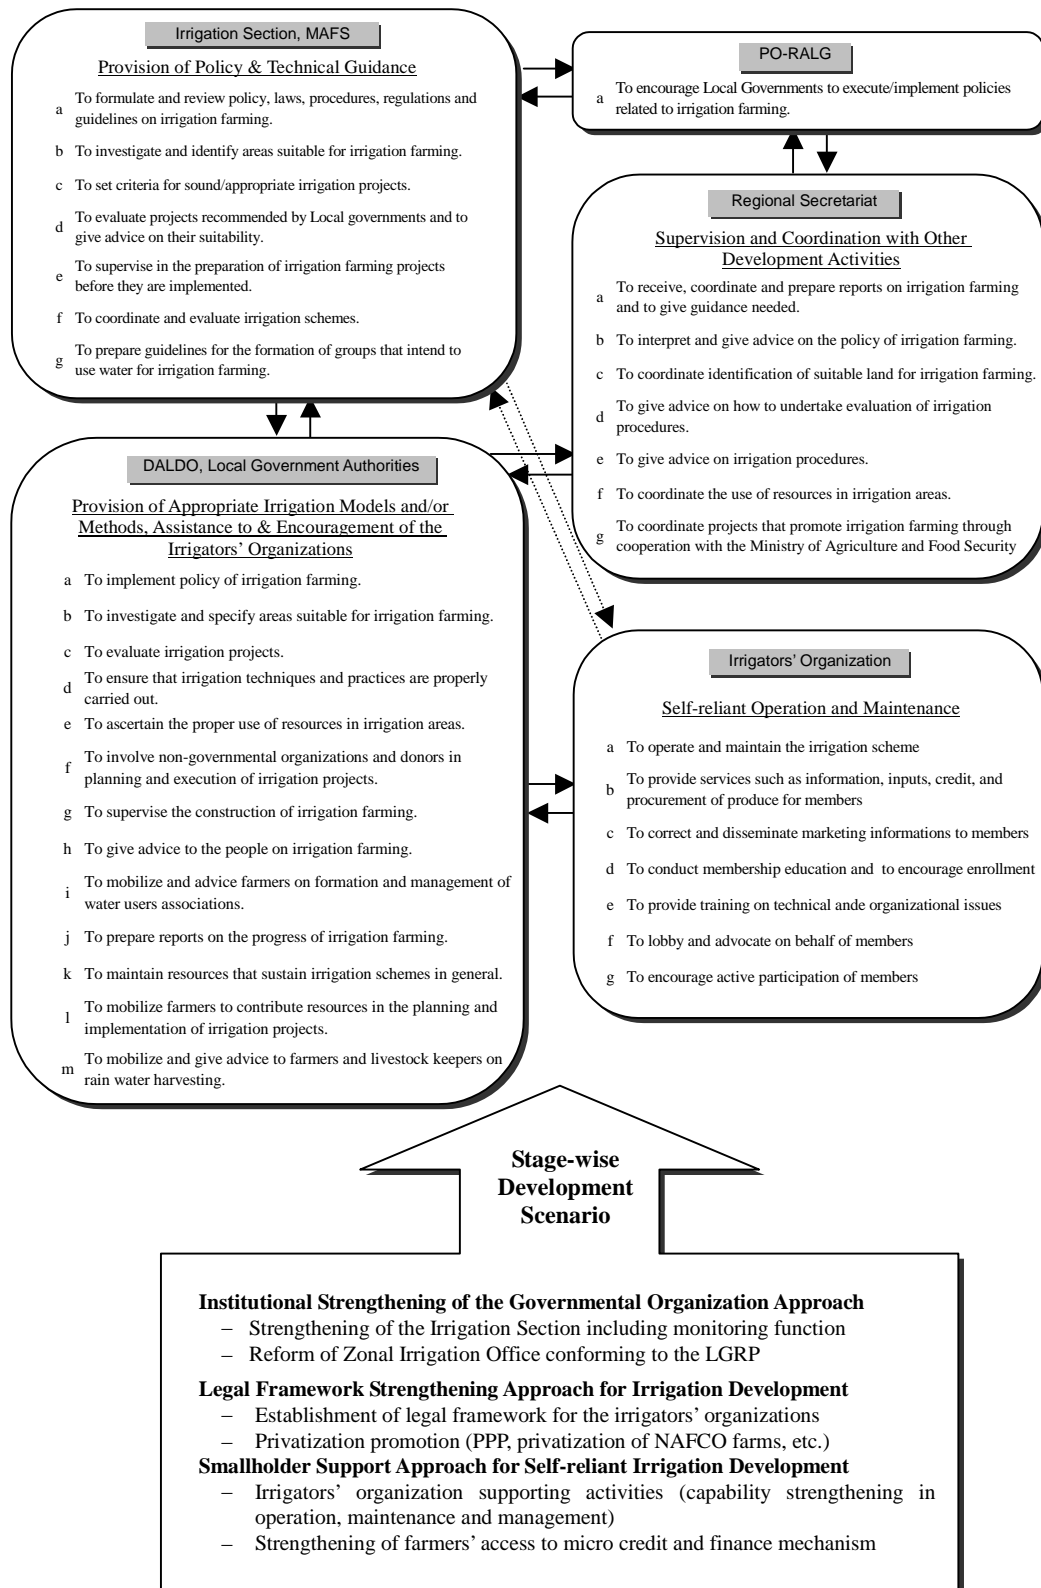 Irrigation Section, MAFS
Provision of Policy & Technical Guidance
a To formulate and review policy, laws, procedures, regulations and
guidelines on irrigation farming.
b To investigate and identify areas suitable for irrigation farming.
c To set criteria for sound/appropriate irrigation projects.
d To evaluate projects recommended by Local governments and to
give advice on their suitability.
e To supervise in the preparation of irrigation farming projects
before they are implemented.
f To coordinate and evaluate irrigation schemes.
g To prepare guidelines for the formation of groups that intend to
use water for irrigation farming.
PO-RALG
a To encourage Local Governments to execute/implement policies
related to irrigation farming.
Regional Secretariat
Supervision and Coordination with Other
Development Activities
a To receive, coordinate and prepare reports on irrigation farming
and to give guidance needed.
b To interpret and give advice on the policy of irrigation farming.
c To coordinate identification of suitable land for irrigation farming.
d To give advice on how to undertake evaluation of irrigation
procedures.
e To give advice on irrigation procedures.
f To coordinate the use of resources in irrigation areas.
g To coordinate projects that promote irrigation farming through
cooperation with the Ministry of Agriculture and Food Security
DALDO, Local Government Authorities
Provision of Appropriate Irrigation Models and/or
Methods, Assistance to & Encouragement of the
Irrigators' Organizations
a To implement policy of irrigation farming.
b To investigate and specify areas suitable for irrigation farming.
c To evaluate irrigation projects.
d To ensure that irrigation techniques and practices are properly
carried out.
e To ascertain the proper use of resources in irrigation areas.
f To involve non-governmental organizations and donors in
planning and execution of irrigation projects.
g To supervise the construction of irrigation farming.
h To give advice to the people on irrigation farming.
i To mobilize and advice farmers on formation and management of
water users associations.
j To prepare reports on the progress of irrigation farming.
k To maintain resources that sustain irrigation schemes in general.
l To mobilize farmers to contribute resources in the planning and
implementation of irrigation projects.
m To mobilize and give advice to farmers and livestock keepers on
rain water harvesting.
Irrigators' Organization
Self-reliant Operation and Maintenance
a To operate and maintain the irrigation scheme
b To provide services such as information, inputs, credit, and
procurement of produce for members
c To correct and disseminate marketing informations to members
d To conduct membership education and to encourage enrollment
e To provide training on technical ande organizational issues
f To lobby and advocate on behalf of members
g To encourage active participation of members
Stage-wise
Development
Scenario
Institutional Strengthening of the Governmental Organization Approach
– Strengthening of the Irrigation Section including monitoring function
– Reform of Zonal Irrigation Office conforming to the LGRP
Legal Framework Strengthening Approach for Irrigation Development
– Establishment of legal framework for the irrigators' organizations
– Privatization promotion (PPP, privatization of NAFCO farms, etc.)
Smallholder Support Approach for Self-reliant Irrigation Development
– Irrigators' organization supporting activities (capability strengthening in
operation, maintenance and management)
– Strengthening of farmers' access to micro credit and finance mechanism